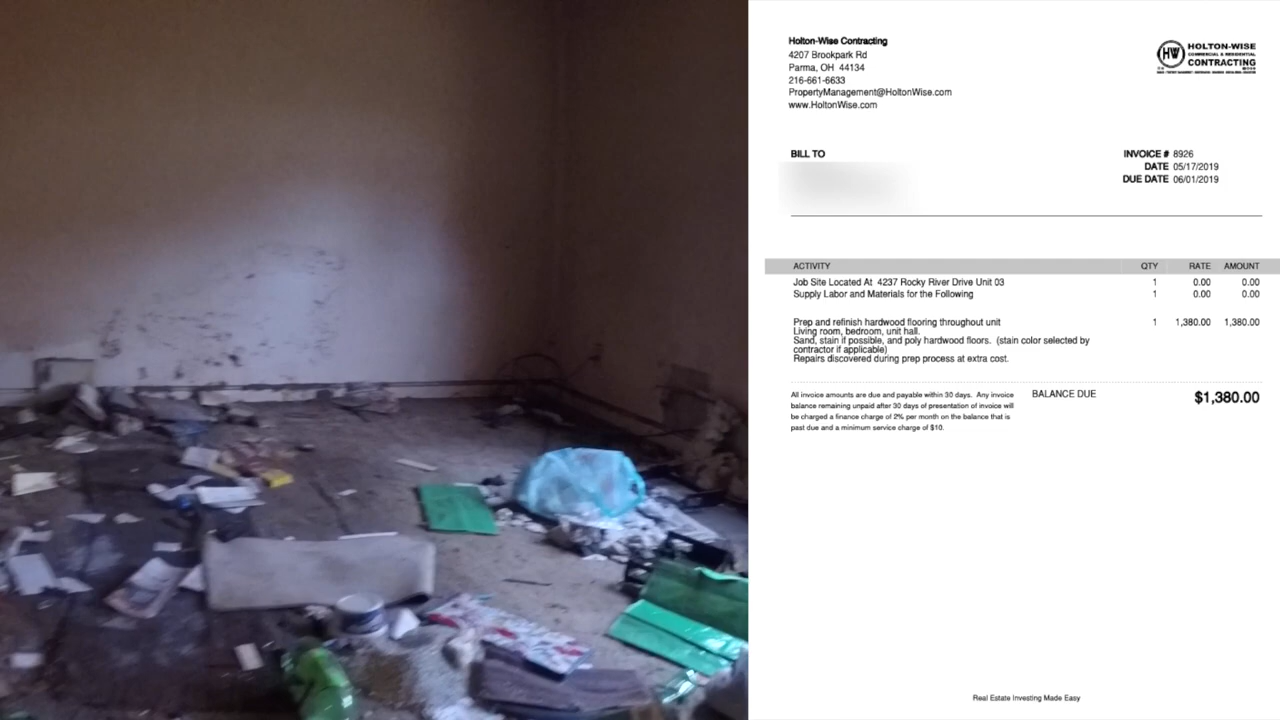 Holton-Wise Contracting
4207 Brookpark Rd
Parma, OH 44134
216-661-6633
PropertyManagement@HoltonWise.com
www.HoltonWise.com
HW
HOLTON-WISE
COMMERCIAL & RESIDENTIAL
CONTRACTING
BILL TO
INVOICE # 8926
DATE 05/17/2019
DUE DATE 06/01/2019
ACTIVITY QTY RATE AMOUNT
Job Site Located At 4237 Rocky River Drive Unit 03 1 0.00 0.00
Supply Labor and Materials for the Following 1 0.00 0.00
Prep and refinish hardwood flooring throughout unit 1 1,380.00 1,380.00
Living room, bedroom, unit hall.
Sand, stain if possible, and poly hardwood floors. (stain color selected by
contractor if applicable)
Repairs discovered during prep process at extra cost.
All invoice amounts are due and payable within 30 days. Any invoice
balance remaining unpaid after 30 days of presentation of invoice will
be charged a finance charge of 2% per month on the balance that is
past due and a minimum service charge of $10.
BALANCE DUE $1,380.00
Real Estate Investing Made Easy